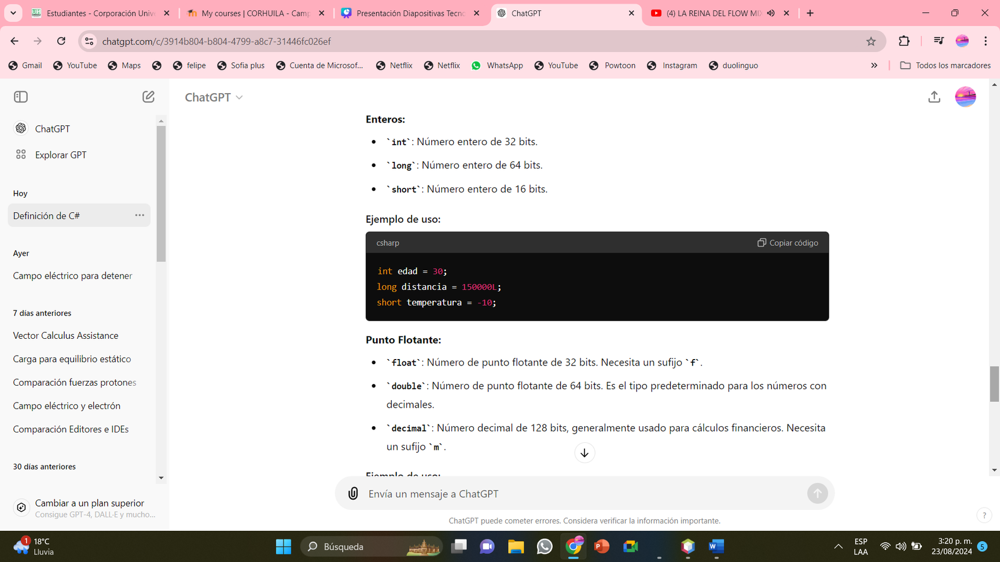 Estudiantes - Corporación Unive
My courses | CORHUILA - Camp
Presentación Diapositivas Tecno
ChatGPT
(4) LA REINA DEL FLOW MIX
chatgpt.com/c/3914b804-b804-4799-a8c7-31446fc026ef
Gmail YouTube Maps felipe Sofia plus Cuenta de Microsof... Netflix Netflix WhatsApp YouTube Powtoon Instagram duolinguo » Todos los marcadores
ChatGPT
Explorar GPT
Hoy
Definición de C#
Ayer
Campo eléctrico para detener
7 días anteriores
Vector Calculus Assistance
Carga para equilibrio estático
Comparación fuerzas protones
Campo eléctrico y electrón
Comparación Editores e IDEs
30 días anteriores
Cambiar a un plan superior
Consigue GPT-4, DALL·E y mucho...
ChatGPT
Enteros:
• `int`: Número entero de 32 bits.
• `long`: Número entero de 64 bits.
• `short`: Número entero de 16 bits.
Ejemplo de uso:
csharp Copiar código
int edad = 30;
long distancia = 150000L;
short temperatura = -10;
Punto Flotante:
• `float`: Número de punto flotante de 32 bits. Necesita un sufijo `f`.
• `double`: Número de punto flotante de 64 bits. Es el tipo predeterminado para los números con
decimales.
• `decimal`: Número decimal de 128 bits, generalmente usado para cálculos financieros. Necesita
un sufijo `m`.
Ejemplo de uso:
Envía un mensaje a ChatGPT
ChatGPT puede cometer errores. Considera verificar la información importante.
?
1
18°C
Lluvia
Búsqueda
ESP
LAA
3:20 p. m.
23/08/2024
5